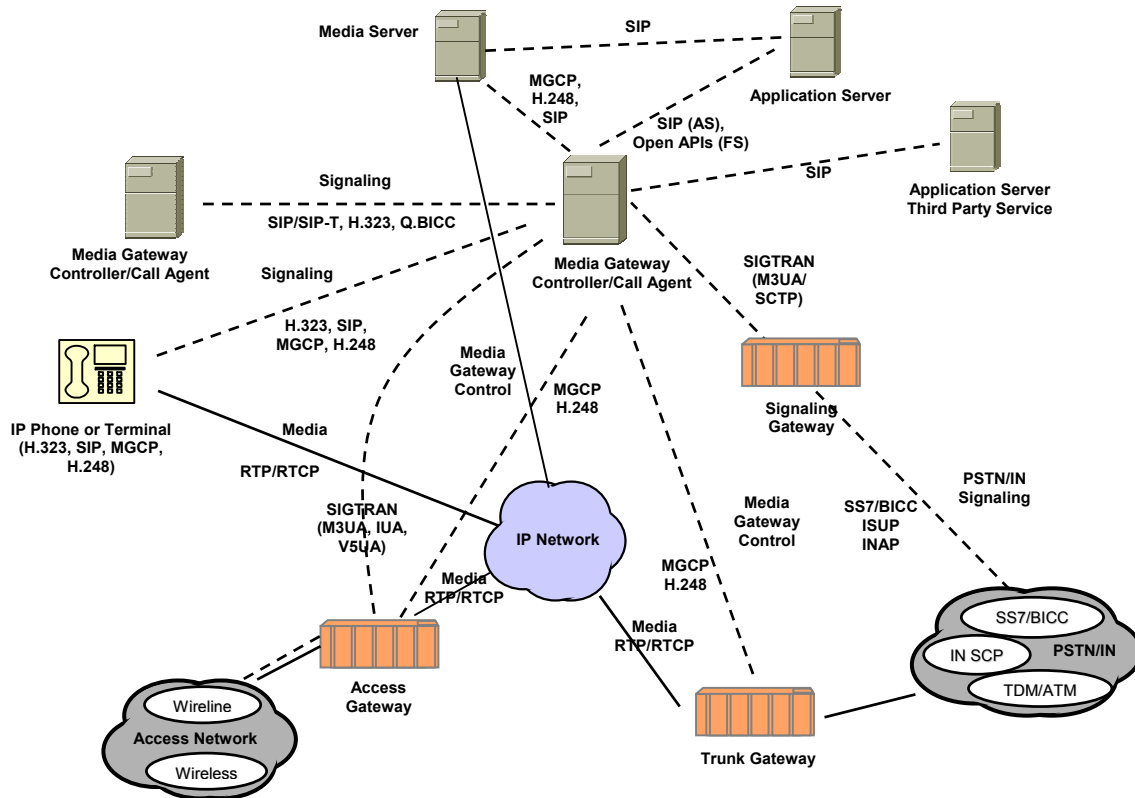 Media Server
SIP
Application Server
MGCP,
H.248,
SIP
SIP (AS),
Open APIs (FS)
SIP
Application Server
Third Party Service
Signaling
SIP/SIP-T, H.323, Q.BICC
Media Gateway
Controller/Call Agent
Media Gateway
Controller/Call Agent
Signaling
SIGTRAN
(M3UA/
SCTP)
H.323, SIP,
MGCP, H.248
Media
Gateway
Control
MGCP
H.248
Signaling
Gateway
IP Phone or Terminal
(H.323, SIP, MGCP,
H.248)
Media
RTP/RTCP
PSTN/IN
Signaling
SS7/BICC
ISUP
INAP
SIGTRAN
(M3UA, IUA,
V5UA)
IP Network
Media
Gateway
Control
MGCP
H.248
Media
RTP/RTCP
Media
RTP/RTCP
SS7/BICC
IN SCP
PSTN/IN
TDM/ATM
Access
Gateway
Wireline
Access Network
Wireless
Trunk Gateway